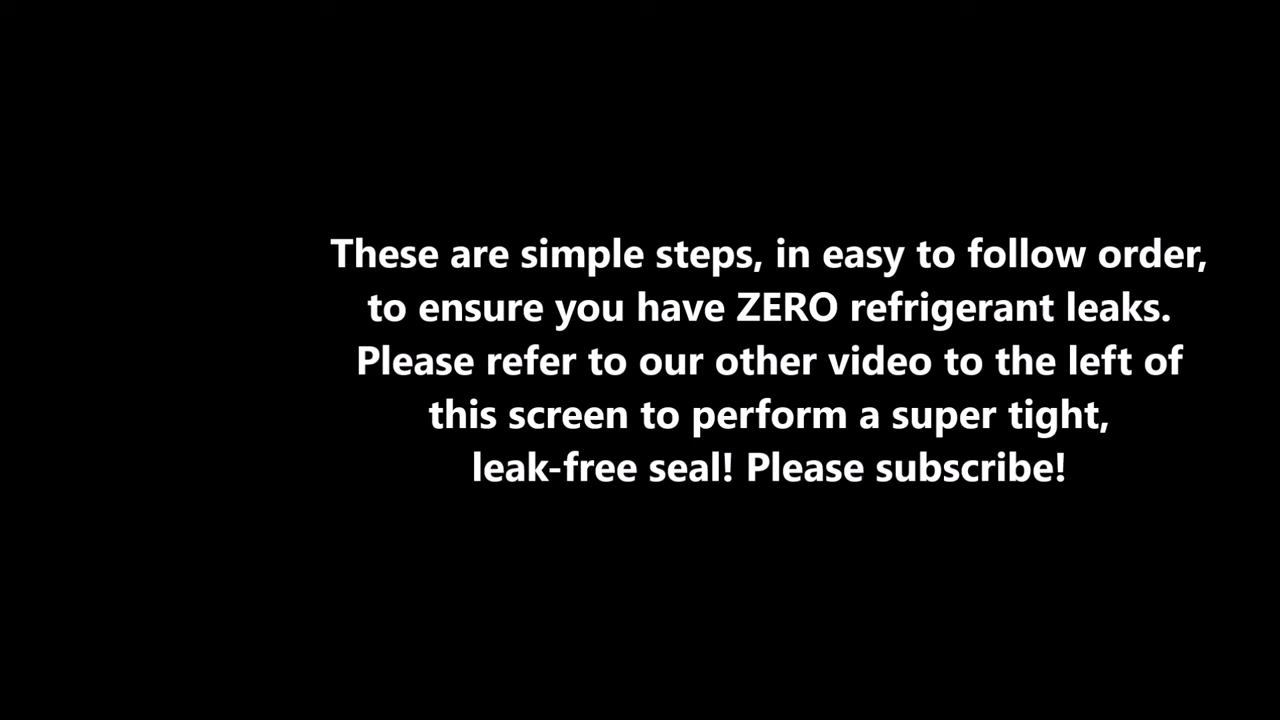 These are simple steps, in easy to follow order,
to ensure you have ZERO refrigerant leaks.
Please refer to our other video to the left of
this screen to perform a super tight,
leak-free seal! Please subscribe!